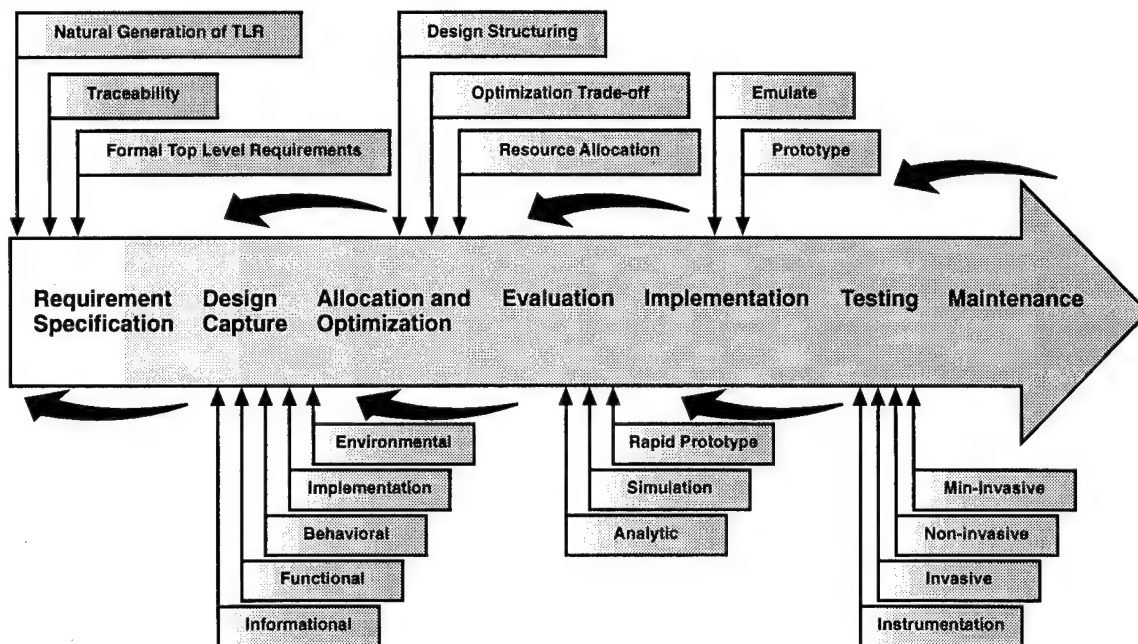 Natural Generation of TLR
Design Structuring
Traceability
Optimization Trade-off
Emulate
Formal Top Level Requirements
Resource Allocation
Prototype
Requirement
Specification
Design
Capture
Allocation and
Optimization
Evaluation
Implementation
Testing
Maintenance
Environmental
Rapid Prototype
Implementation
Simulation
Min-Invasive
Behavioral
Analytic
Non-invasive
Functional
Invasive
Informational
Instrumentation